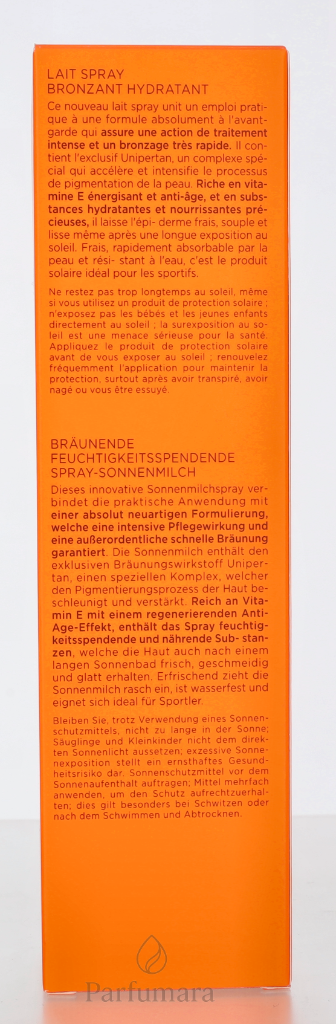 LAIT SPRAY
BRONZANT HYDRATANT
Ce nouveau lait spray unit un emploi prati-
que à une formule absolument à l'avant-
garde qui assure une action de traitement
intense et un bronzage très rapide. Il con-
tient l'exclusif Unipertan, un complexe spé-
cial qui accélère et intensifie le processus
de pigmentation de la peau. Riche en vita-
mine E énergisant et anti-âge, et en subs-
tances hydratantes et nourrissantes pré-
cieuses, il laisse l'épi- derme frais, souple et
lisse même après une longue exposition au
soleil. Frais, rapidement absorbable par la
peau et rési- stant à l'eau, c'est le produit
solaire idéal pour les sportifs.
Ne restez pas trop longtemps au soleil, même
si vous utilisez un produit de protection solaire ;
n'exposez pas les bébés et les jeunes enfants
directement au soleil ; la surexposition au so-
leil est une menace sérieuse pour la santé.
Appliquez le produit de protection solaire
avant de vous exposer au soleil ; renouvelez
fréquemment l'application pour maintenir la
protection, surtout après avoir transpiré, avoir
nagé ou vous être essuyé.
BRÄUNENDE
FEUCHTIGKEITSSPENDENDE
SPRAY-SONNENMILCH
Dieses innovative Sonnenmilchspray ver-
bindet die praktische Anwendung mit
einer absolut neuartigen Formulierung,
welche eine intensive Pflegewirkung und
eine außerordentliche schnelle Bräunung
garantiert. Die Sonnenmilch enthält den
exklusiven Bräunungswirkstoff Uniper-
tan, einen speziellen Komplex, welcher
den Pigmentierungsprozess der Haut be-
schleunigt und verstärkt. Reich an Vita-
min E mit einem regenerierenden Anti-
Age-Effekt, enthält das Spray feuchtig-
keitsspendende und nährende Sub- stan-
zen, welche die Haut auch nach einem
langen Sonnenbad frisch, geschmeidig
und glatt erhalten. Erfrischend zieht die
Sonnenmilch rasch ein, ist wasserfest und
eignet sich ideal für Sportler.
Bleiben Sie, trotz Verwendung eines Sonnen-
schutzmittels, nicht zu lange in der Sonne;
Säuglinge und Kleinkinder nicht dem direk-
ten Sonnenlicht aussetzen; exzessive Sonne-
nexposition stellt ein ernsthaftes Gesund-
heitsrisiko dar. Sonnenschutzmittel vor dem
Sonnenaufenthalt auftragen; Mittel mehrfach
anwenden, um den Schutz aufrechtzuerhal-
ten; dies gilt besonders bei Schwitzen oder
nach dem Schwimmen und Abtrocknen.
Parfumara